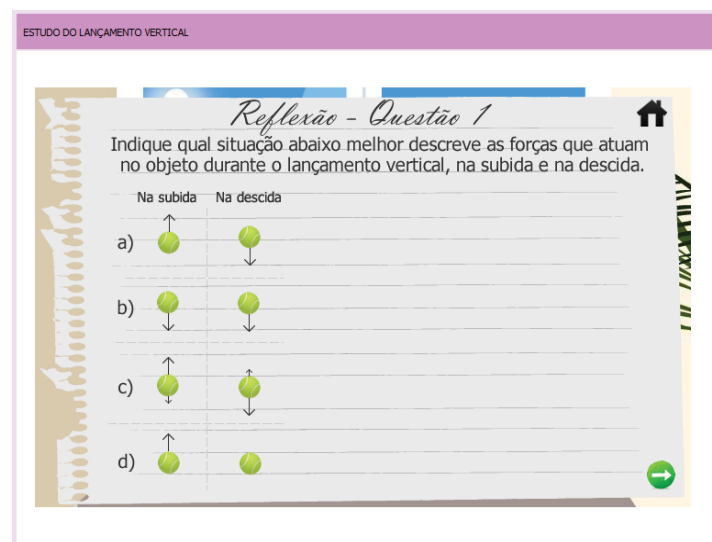 ESTUDO DO LANÇAMENTO VERTICAL
Reflexão - Questão 1
Indique qual situação abaixo melhor descreve as forças que atuam
no objeto durante o lançamento vertical, na subida e na descida.
Na subida Na descida
a)
b)
c)
d)